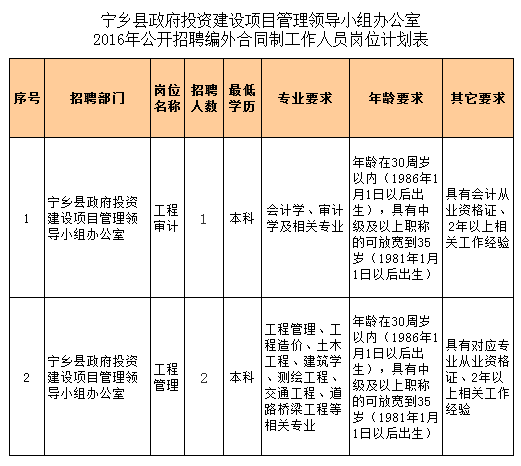 宁乡县政府投资建设项目管理领导小组办公室
2016年公开招聘编外合同制工作人员岗位计划表
序号
招聘部门
岗位
名称
招聘
人数
最低
学历
专业要求
年龄要求
其它要求
1
宁乡县政府投资
建设项目管理领
导小组办公室
工程
审计
1
本科
会计学、审计
学及相关专业
年龄在30周岁
以内（1986年1
月1日以后出
生），具有中
级及以上职称
的可放宽到35
岁（1981年1月
1日以后出生）
具有会计从
业资格证、
2年以上相
关工作经验
2
宁乡县政府投资
建设项目管理领
导小组办公室
工程
管理
2
本科
工程管理、工
程造价、土木
工程、建筑学
、测绘工程、
交通工程、道
路桥梁工程等
相关专业
年龄在30周岁
以内（1986年1
月1日以后出
生），具有中
级及以上职称
的可放宽到35
岁（1981年1月
1日以后出生）
具有对应专
业从业资格
证、2年以
上相关工作
经验